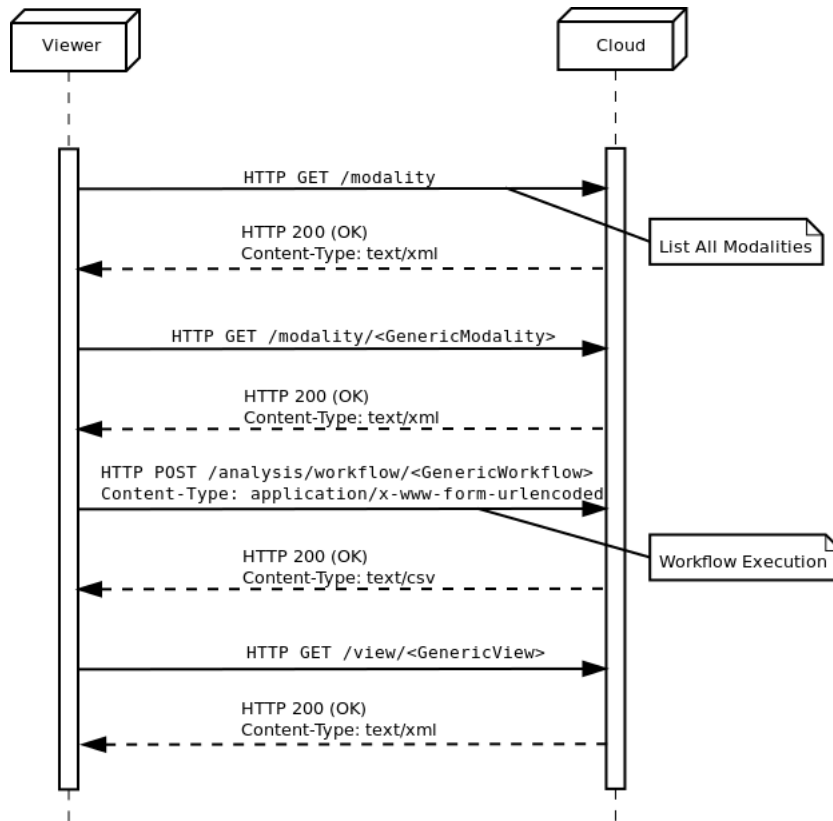 Viewer
Cloud
HTTP GET /modality
List All Modalities
HTTP 200 (OK)
Content-Type: text/xml
HTTP GET /modality/<GenericModality>
HTTP 200 (OK)
Content-Type: text/xml
HTTP POST /analysis/workflow/<GenericWorkflow>
Content-Type: application/x-www-form-urlencoded
Workflow Execution
HTTP 200 (OK)
Content-Type: text/csv
HTTP GET /view/<GenericView>
HTTP 200 (OK)
Content-Type: text/xml